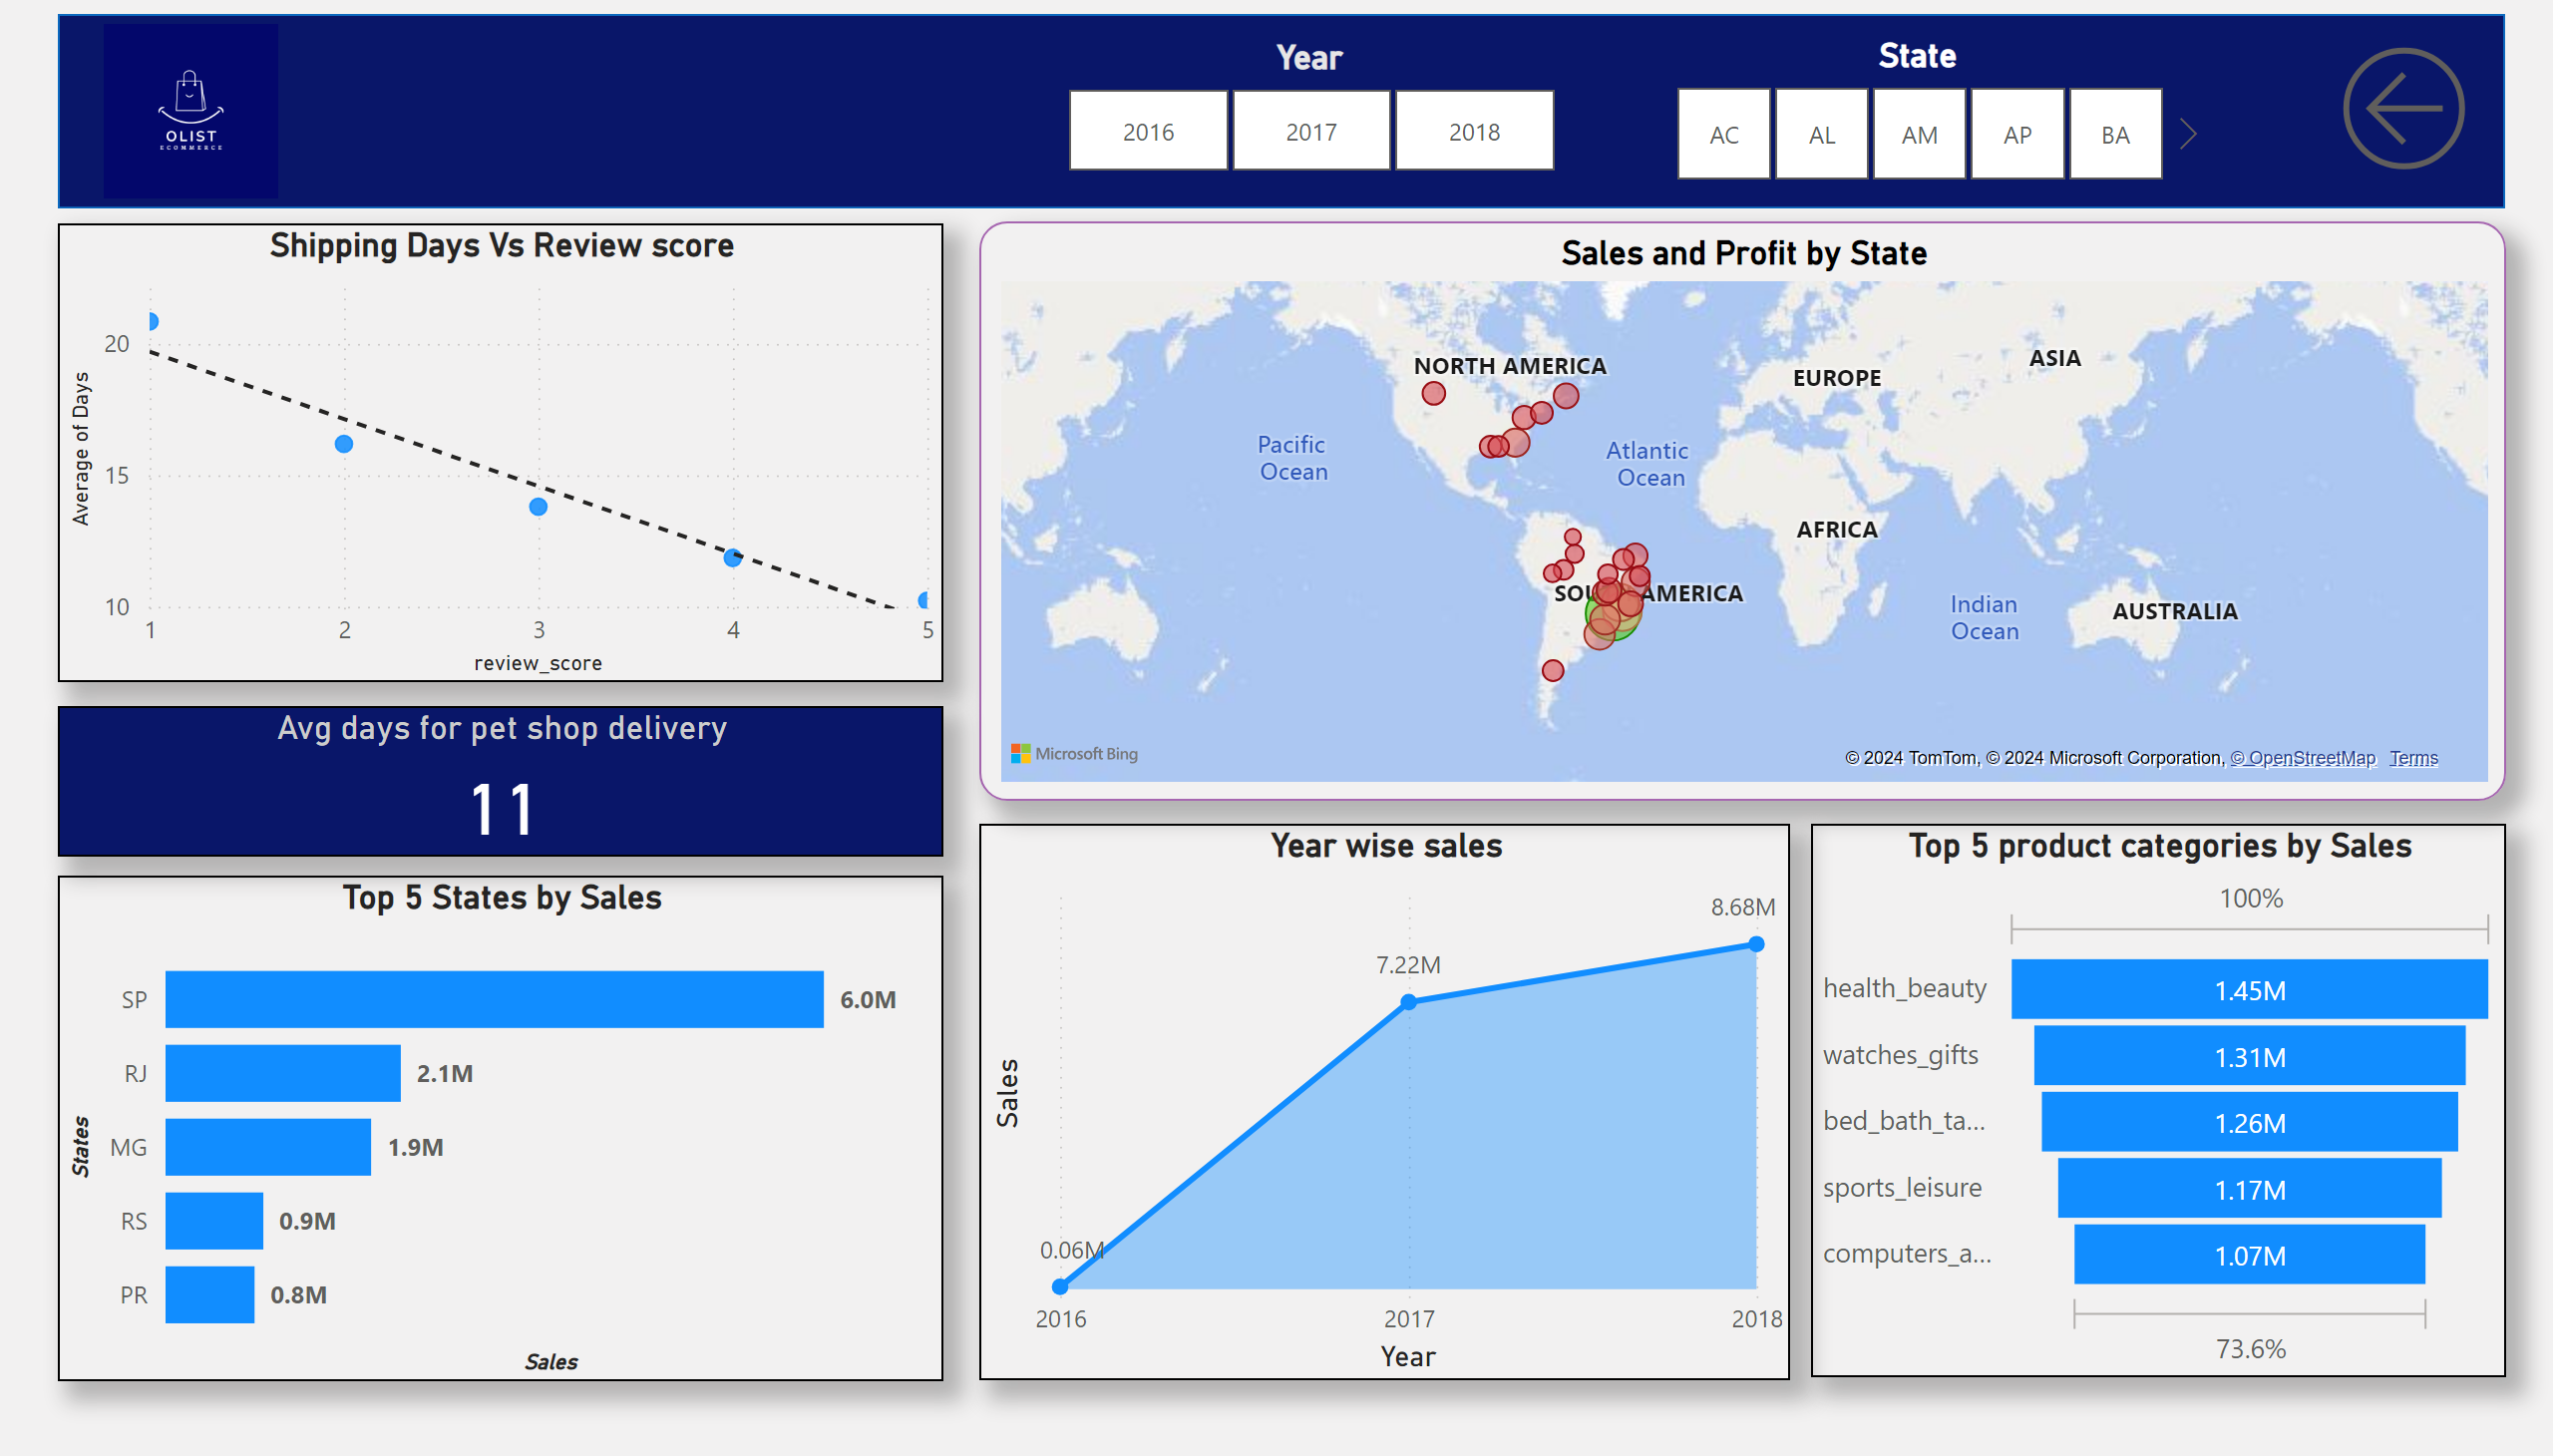 OLIST
ECOMMERCE
Year
2016
2017
2018
State
AC
AL
AM
AP
BA
Shipping Days Vs Review score
Average of Days
20
15
10
1
2
3
4
5
review_score
Sales and Profit by State
NORTH AMERICA
EUROPE
ASIA
Pacific
Ocean
Atlantic
Ocean
AFRICA
SOU AMERICA
Indian
Ocean
AUSTRALIA
Microsoft Bing
© 2024 TomTom, © 2024 Microsoft Corporation, © OpenStreetMap Terms
Avg days for pet shop delivery
11
Top 5 States by Sales
States
SP
6.0M
RJ
2.1M
MG
1.9M
RS
0.9M
PR
0.8M
Sales
Year wise sales
Sales
0.06M
7.22M
8.68M
2016
2017
2018
Year
Top 5 product categories by Sales
100%
health_beauty
1.45M
watches_gifts
1.31M
bed_bath_ta...
1.26M
sports_leisure
1.17M
computers_a...
1.07M
73.6%